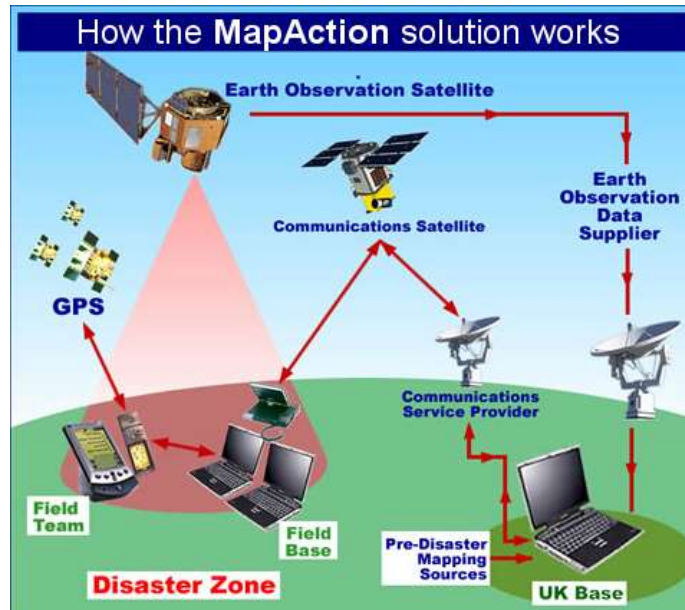 How the MapAction solution works
Earth Observation Satellite
Earth
Observation
Data
Supplier
Communications Satellite
GPS
Communications
Service Provider
Field
Team
Field
Base
Pre-Disaster
Mapping
Sources
UK Base
Disaster Zone